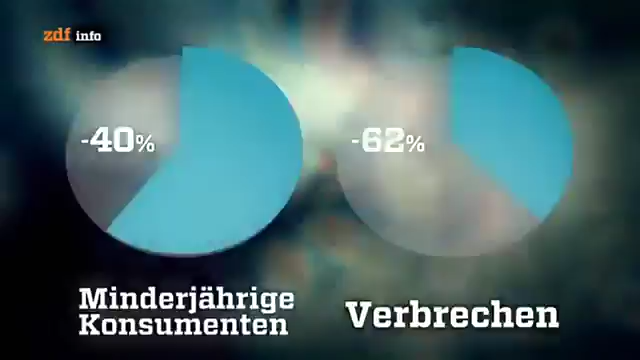 zdf info
-40%
-62%
Minderjährige
Konsumenten
Verbrechen